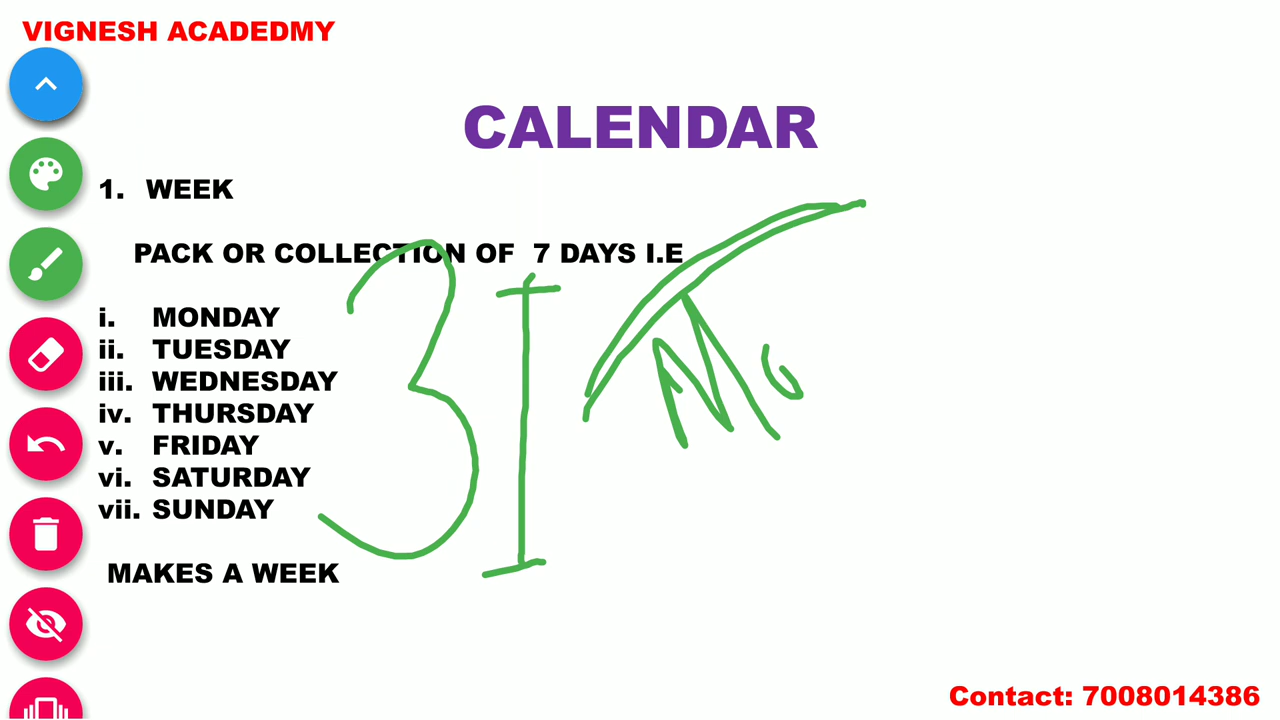 VIGNESH ACADEDMY
CALENDAR
1. WEEK
PACK OR COLLECTION OF 7 DAYS I.E
i. MONDAY
ii. TUESDAY
iii. WEDNESDAY
iv. THURSDAY
v. FRIDAY
vi. SATURDAY
vii. SUNDAY
MAKES A WEEK
31
Contact: 7008014386